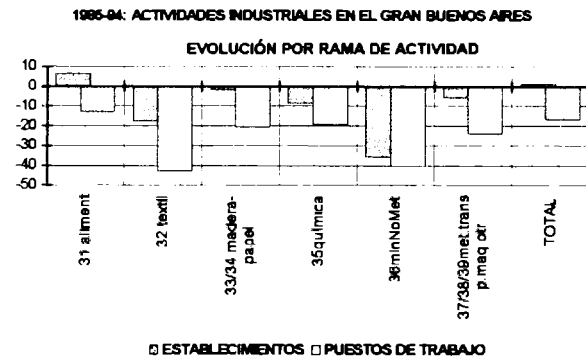 1985-94: ACTIVIDADES INDUSTRIALES EN EL GRAN BUENOS AIRES
EVOLUCIÓN POR RAMA DE ACTIVIDAD
10
0
-10
-20
-30
-40
-50
31 aliment
32 textil
33/34 madera-
papel
35química
36minNoMet
37/38/39met.trans
p.maq otr
TOTAL
ESTABLECIMIENTOS PUESTOS DE TRABAJO